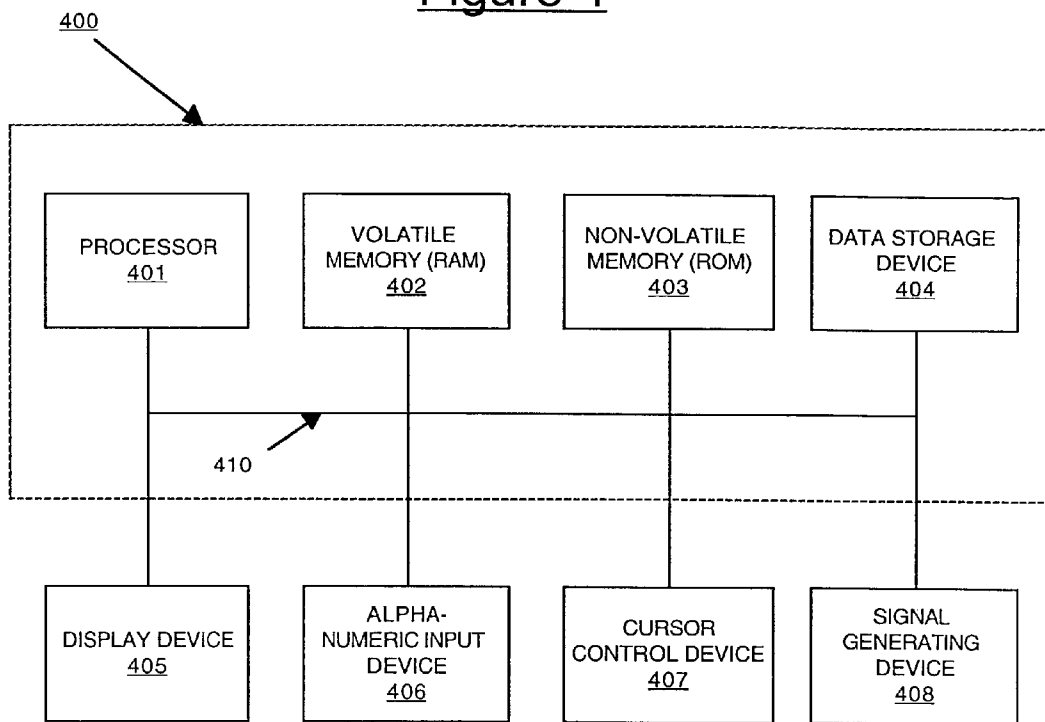 Figure 4
400
PROCESSOR
401
VOLATILE
MEMORY (RAM)
402
NON-VOLATILE
MEMORY (ROM)
403
DATA STORAGE
DEVICE
404
410
DISPLAY DEVICE
405
ALPHA-
NUMERIC INPUT
DEVICE
406
CURSOR
CONTROL DEVICE
407
SIGNAL
GENERATING
DEVICE
408